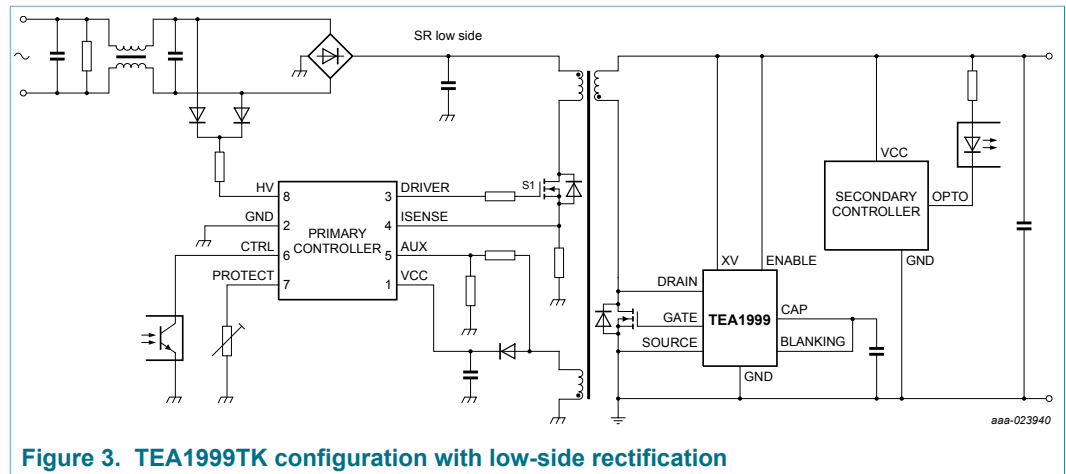 SR low side
S1
HV
8
GND
2
CTRL
6
PROTECT
7
PRIMARY
CONTROLLER
3
DRIVER
4
ISENSE
5
AUX
1
VCC
VCC
SECONDARY
CONTROLLER
OPTO
GND
XV
ENABLE
DRAIN
GATE
SOURCE
TEA1999
CAP
BLANKING
GND
aaa-023940
Figure 3. TEA1999TK configuration with low-side rectification